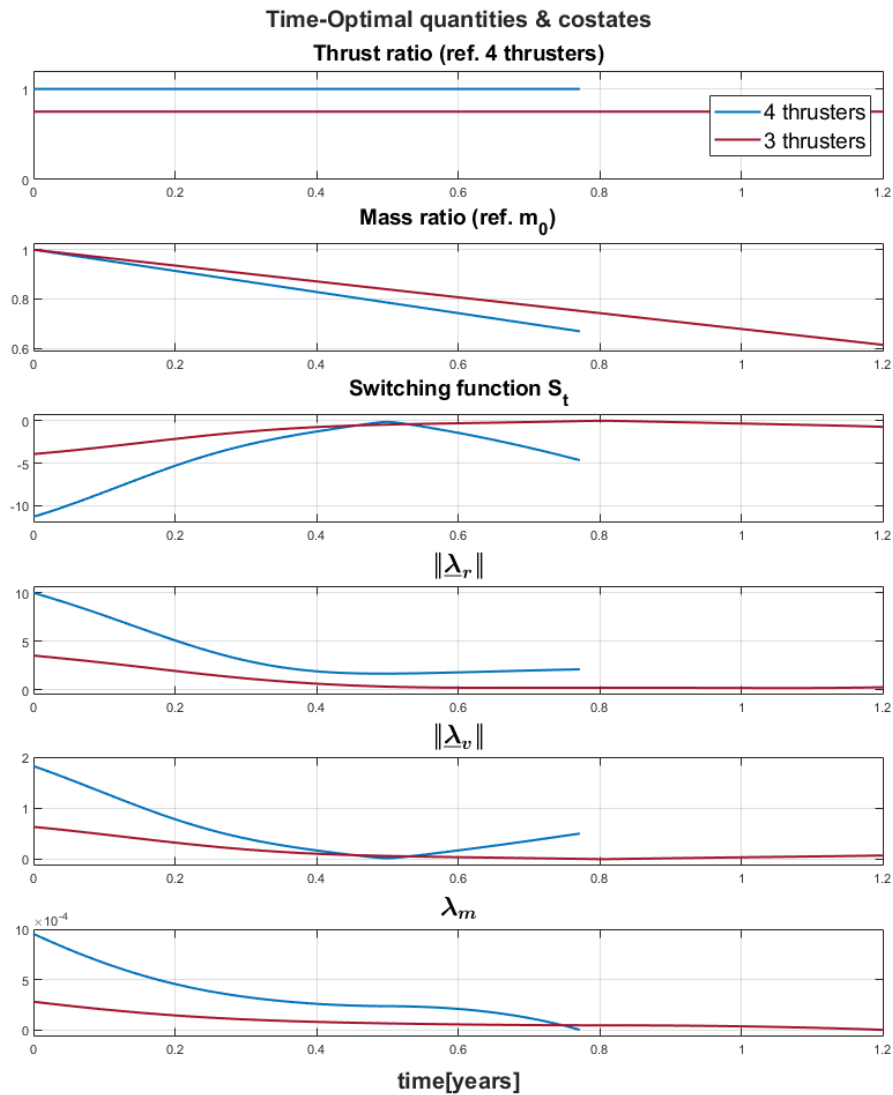 Time-Optimal quantities & costates
Thrust ratio (ref. 4 thrusters)
1
0
4 thrusters
3 thrusters
0 0.2 0.4 0.6 0.8 1 1.2
Mass ratio (ref. m₀)
1
0.8
0.6
0 0.2 0.4 0.6 0.8 1 1.2
Switching function Sₜ
0
-5
-10
0 0.2 0.4 0.6 0.8 1 1.2
‖λ̲ᵣ‖
10
5
0
0 0.2 0.4 0.6 0.8 1 1.2
‖λ̲ᵥ‖
2
1
0
0 0.2 0.4 0.6 0.8 1 1.2
λₘ
×10⁻⁴
10
5
0
0 0.2 0.4 0.6 0.8 1 1.2
time[years]